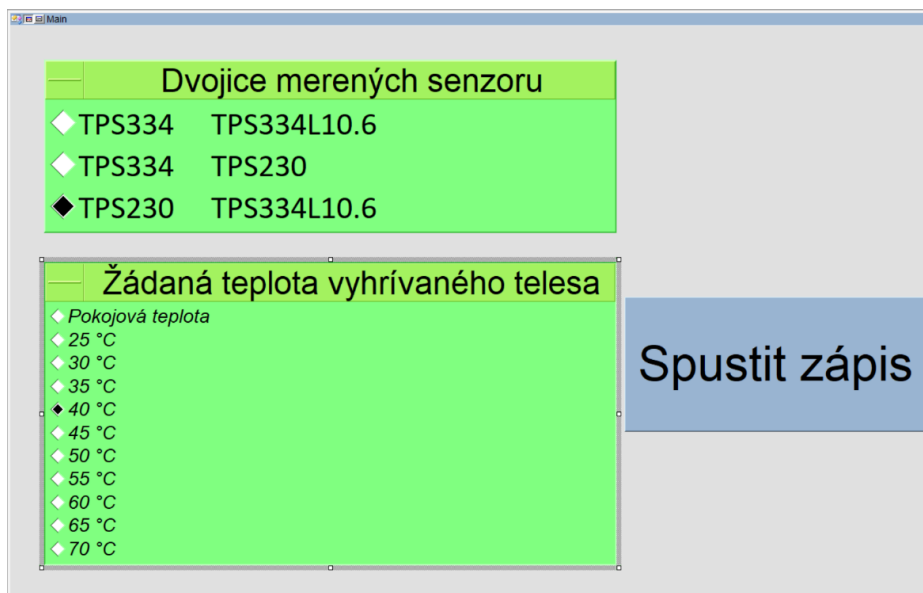 Main
Dvojice merených senzoru
TPS334 TPS334L10.6
TPS334 TPS230
TPS230 TPS334L10.6
Žádaná teplota vyhrívaného telesa
Pokojová teplota
25 °C
30 °C
35 °C
40 °C
45 °C
50 °C
55 °C
60 °C
65 °C
70 °C
Spustit zápis